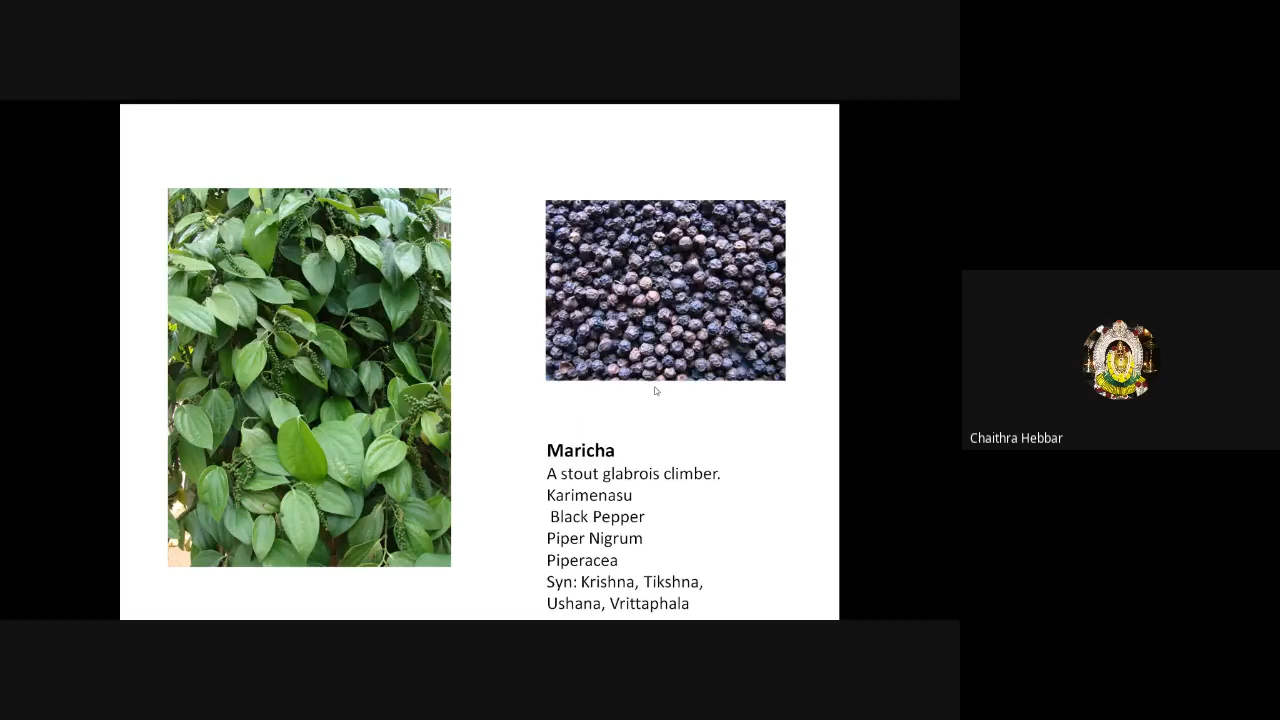 Maricha
A stout glabrois climber.
Karimenasu
Black Pepper
Piper Nigrum
Piperacea
Syn: Krishna, Tikshna,
Ushana, Vrittaphala
Chaithra Hebbar